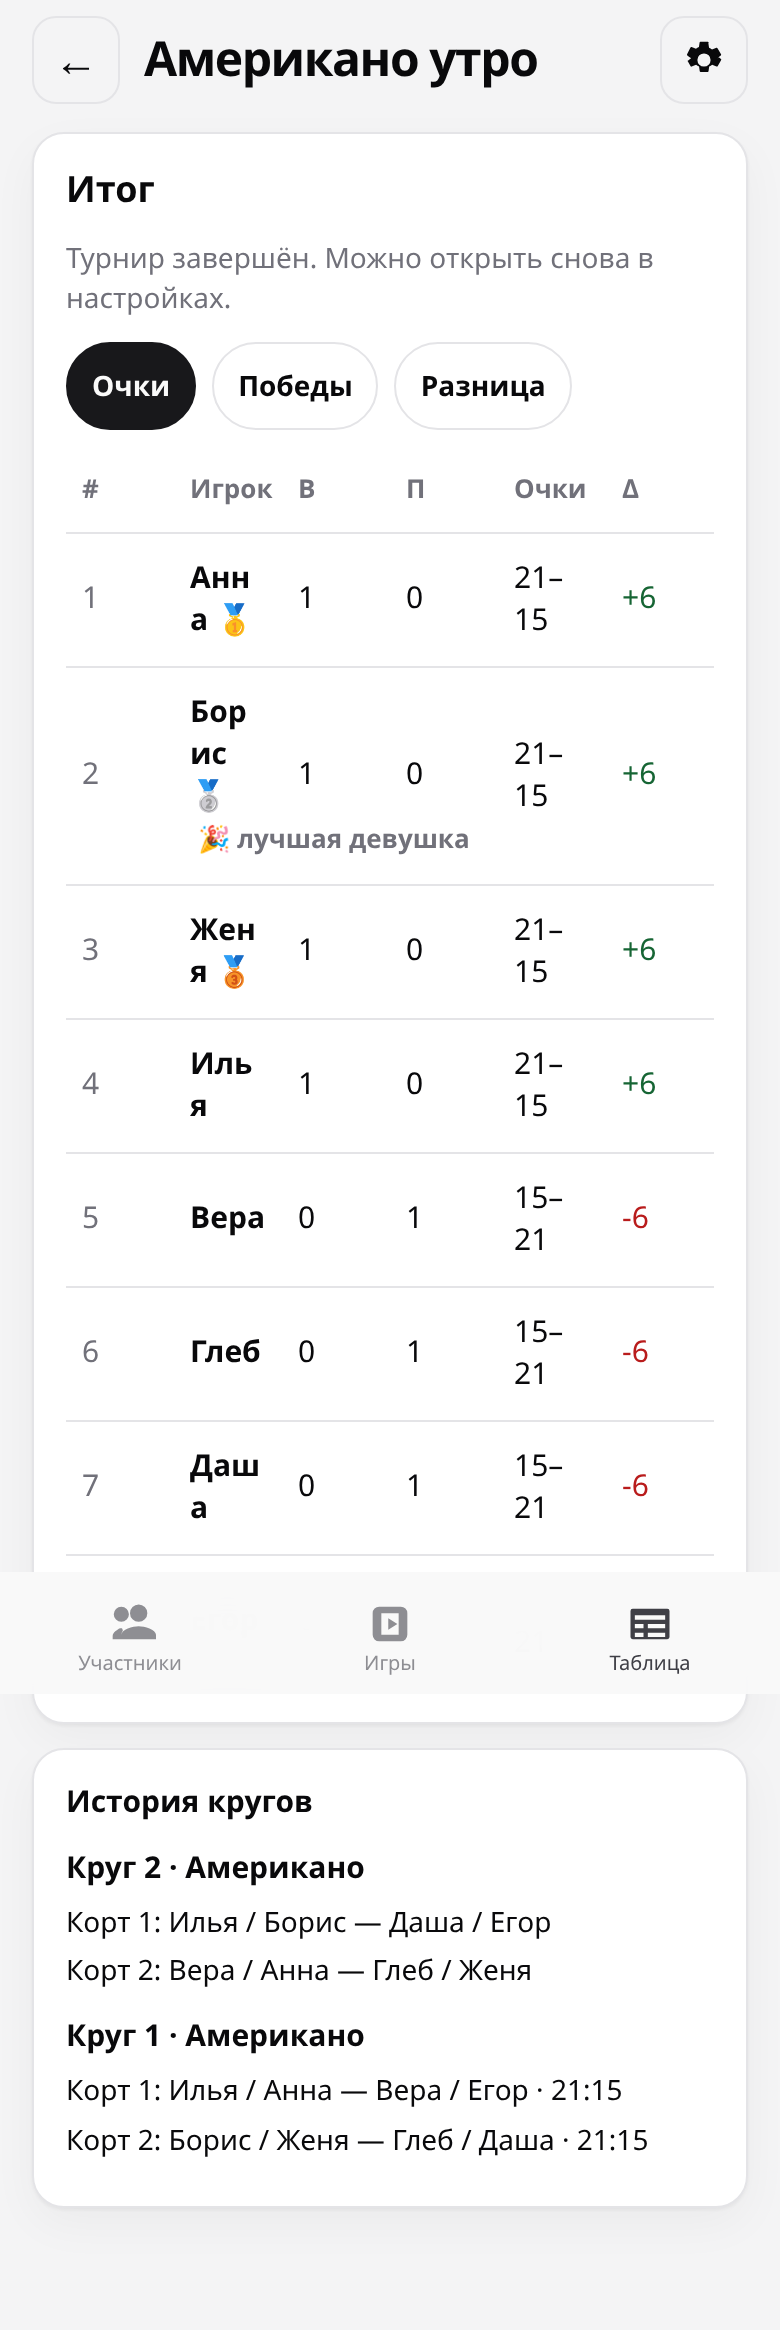 ← Американо утро
Итог
Турнир завершён. Можно открыть снова в
настройках.
Очки Победы Разница
# Игрок В П Очки Δ
1 Анн
а 🥇 1 0 21–
15 +6
2 Бор
ис
🥈 1 0 21–
15 +6
🎉 лучшая девушка
3 Жен
я 🥉 1 0 21–
15 +6
4 Иль
я 1 0 21–
15 +6
5 Вера 0 1 15–
21 -6
6 Глеб 0 1 15–
21 -6
7 Даш
а 0 1 15–
21 -6
Участники Игры Таблица
История кругов
Круг 2 · Американо
Корт 1: Илья / Борис — Даша / Егор
Корт 2: Вера / Анна — Глеб / Женя
Круг 1 · Американо
Корт 1: Илья / Анна — Вера / Егор · 21:15
Корт 2: Борис / Женя — Глеб / Даша · 21:15